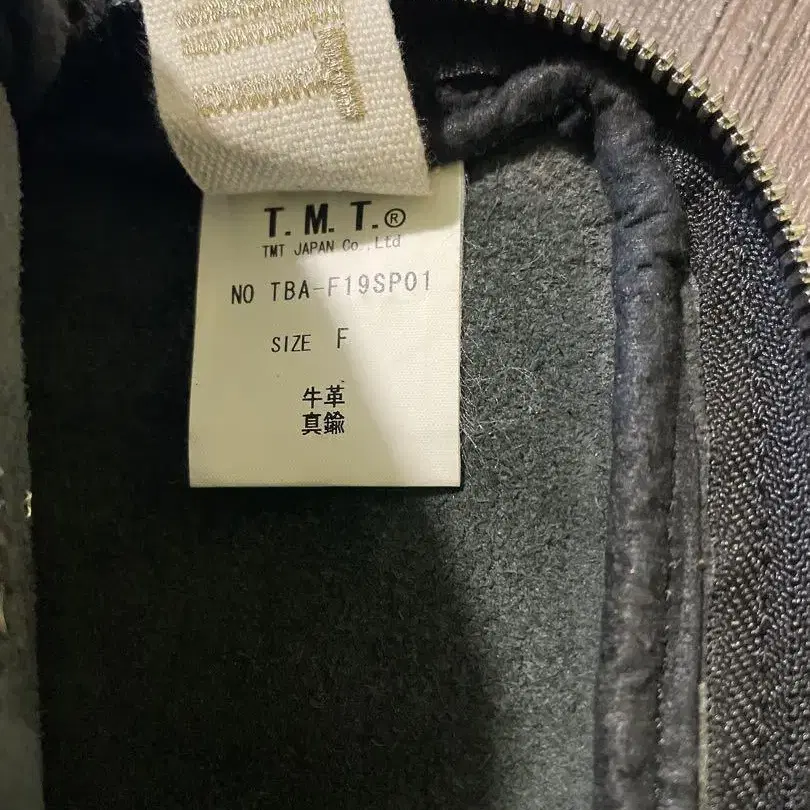 T. M. T.®
TMT JAPAN Co.,Ltd
NO TBA-F19SP01
SIZE F
牛革
真鍮